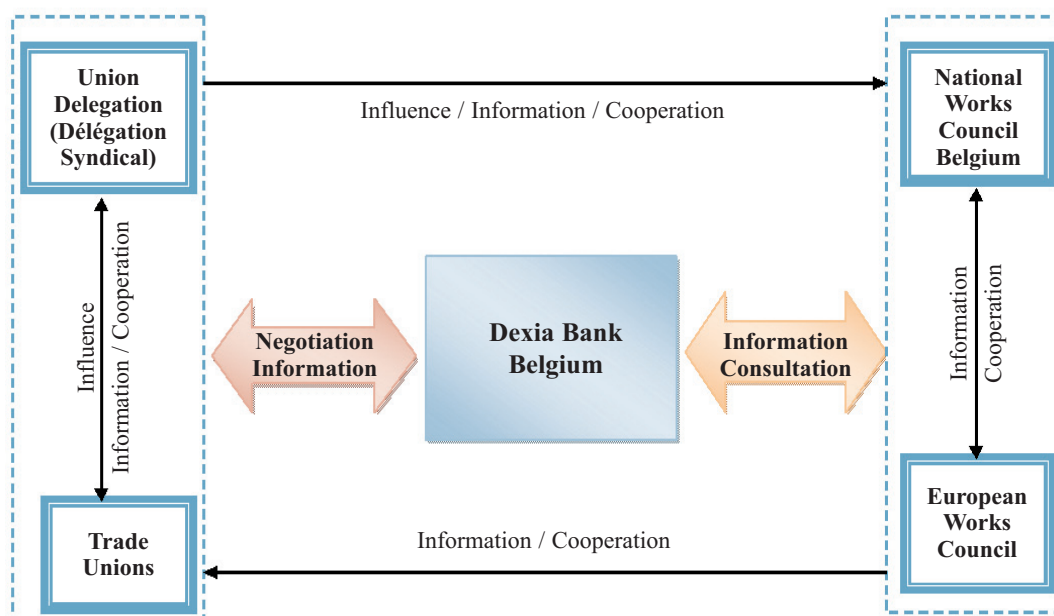 Union
Delegation
(Délégation
Syndical)
Influence / Information / Cooperation
National
Works
Council
Belgium
Influence
Information / Cooperation
Negotiation
Information
Dexia Bank
Belgium
Information
Consultation
Information
Cooperation
Trade
Unions
Information / Cooperation
European
Works
Council